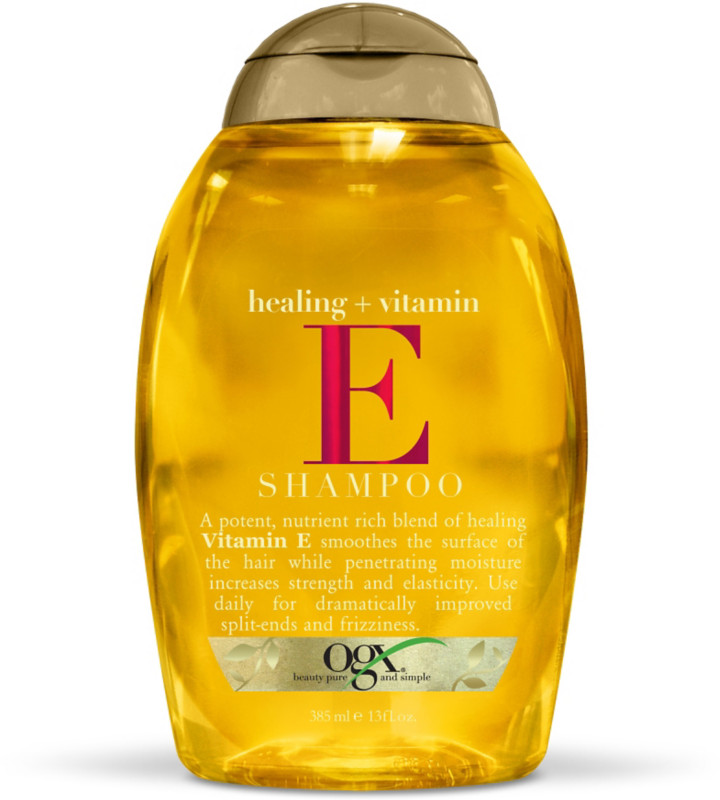 healing + vitamin
E
SHAMPOO
A potent, nutrient rich blend of healing
Vitamin E smoothes the surface of
the hair while penetrating moisture
increases strength and elasticity. Use
daily for dramatically improved
split-ends and frizziness.
ogx®
beauty pure and simple
385 ml e 13fl.oz.